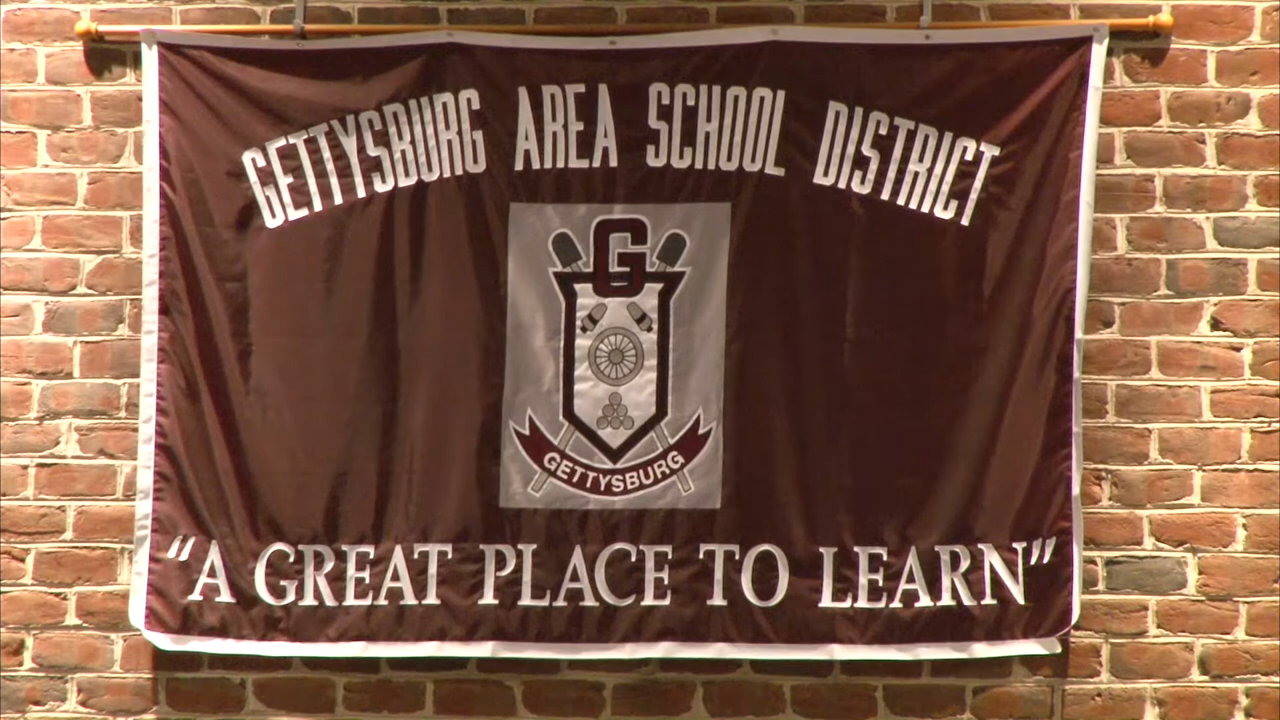 GETTYSBURG AREA SCHOOL DISTRICT
G
GETTYSBURG
“A GREAT PLACE TO LEARN”